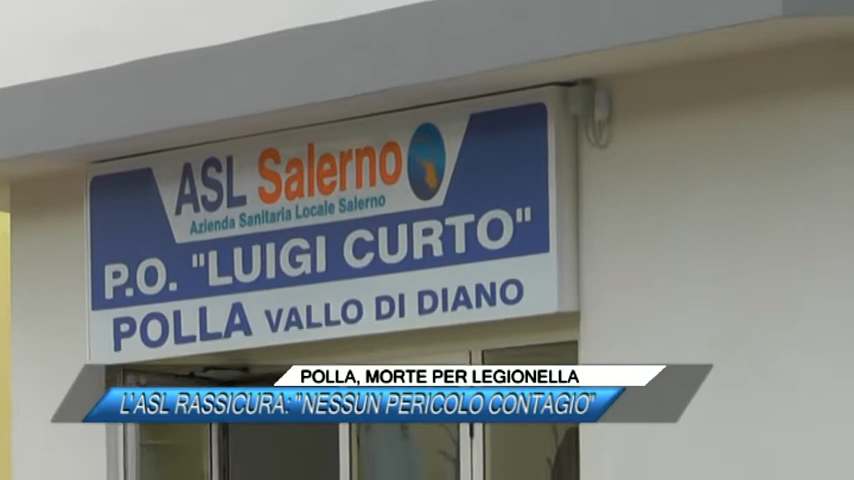 ASL Salerno
Azienda Sanitaria Locale Salerno
P.O. "LUIGI CURTO"
POLLA VALLO DI DIANO
POLLA, MORTE PER LEGIONELLA
L'ASL RASSICURA: "NESSUN PERICOLO CONTAGIO"